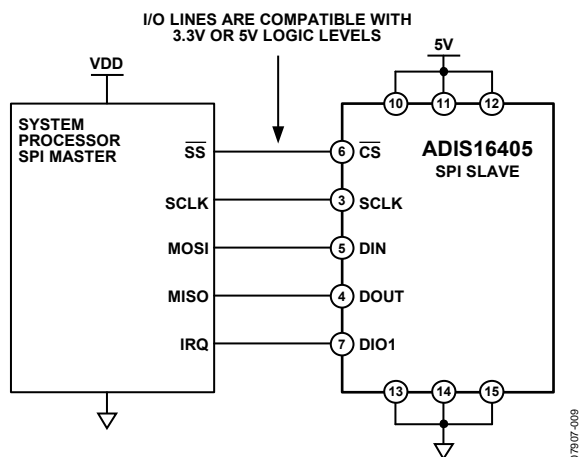 I/O LINES ARE COMPATIBLE WITH
3.3V OR 5V LOGIC LEVELS
VDD
5V
10 11 12
SYSTEM
PROCESSOR
SPI MASTER
ADIS16405
SPI SLAVE
SS 6 CS
SCLK 3 SCLK
MOSI 5 DIN
MISO 4 DOUT
IRQ 7 DIO1
13 14 15
07907-009